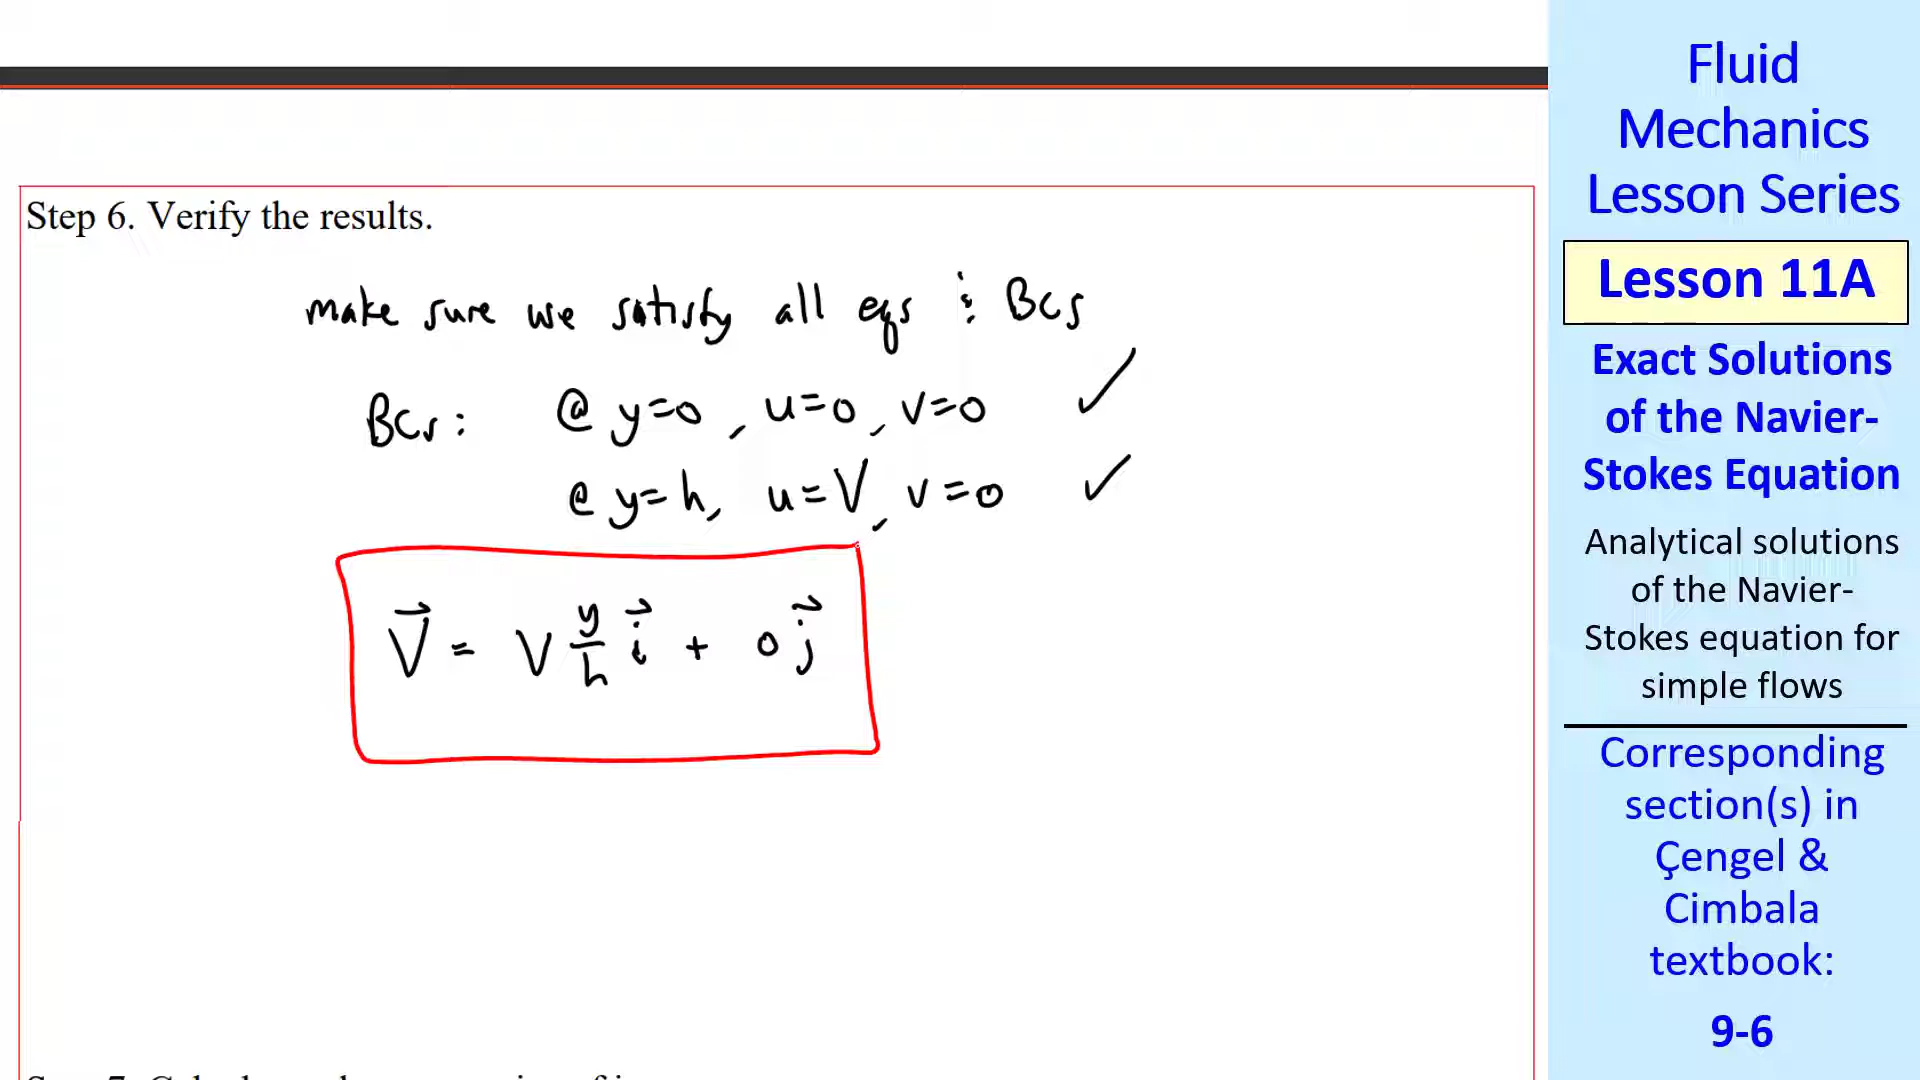 Step 6. Verify the results.
make sure we satisfy all eqs & BCs
BCs: @ y=0, u=0, v=0 ✓
@ y=h, u=V, v=0 ✓
V⃗ = V y/h i⃗ + 0 j⃗
Fluid
Mechanics
Lesson Series
Lesson 11A
Exact Solutions
of the Navier-
Stokes Equation
Analytical solutions
of the Navier-
Stokes equation for
simple flows
Corresponding
section(s) in
Çengel &
Cimbala
textbook:
9-6